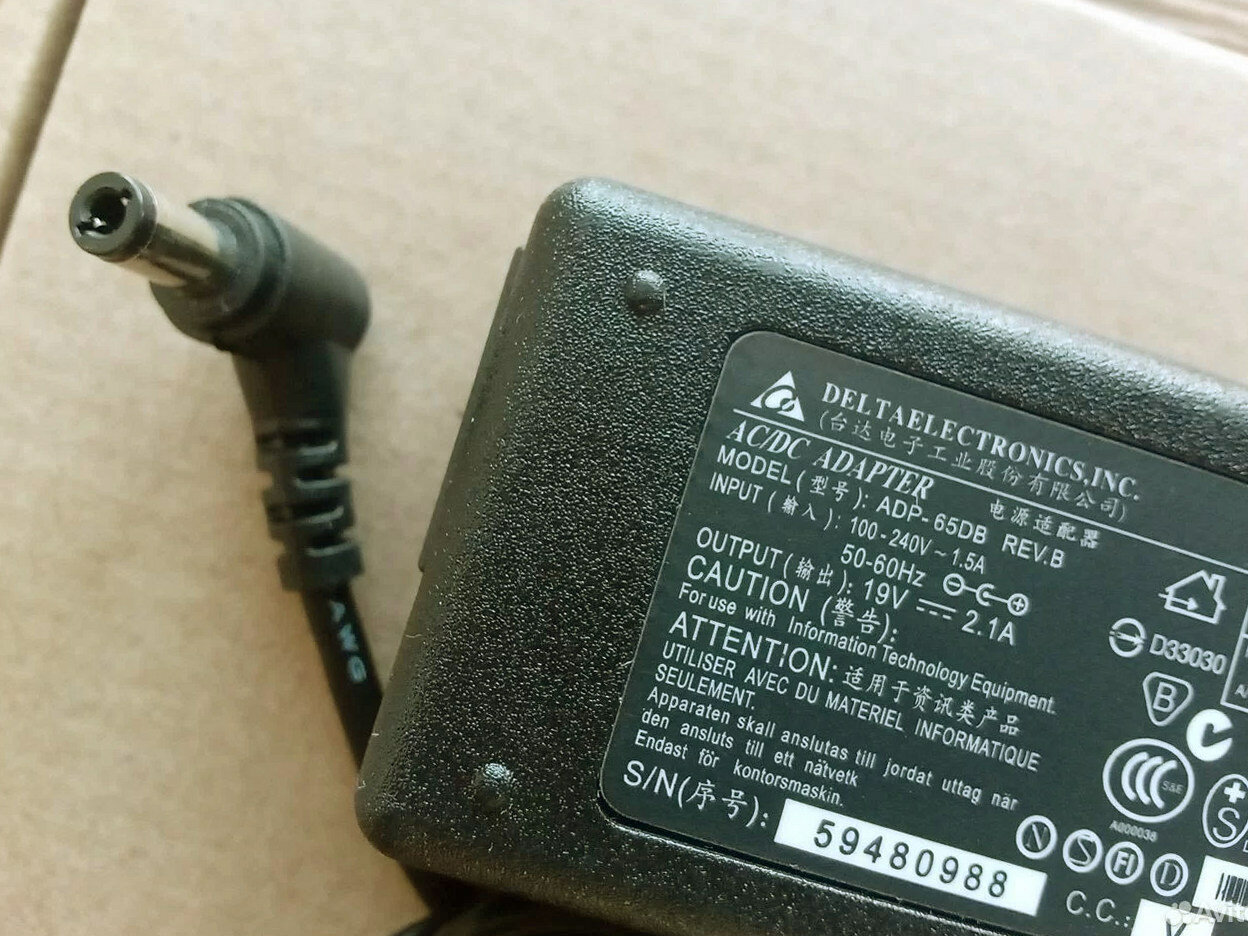 DELTAELECTRONICS,INC.
(台达电子工业股份有限公司)
AC/DC ADAPTER 电源适配器
MODEL(型号): ADP-65DB REV.B
INPUT (输入): 100-240V~1.5A
50-60Hz
OUTPUT(输出): 19V 2.1A
CAUTION (警告):
For use with Information Technology Equipment.
ATTENTION: 适用于资讯类产品
UTILISER AVEC DU MATERIEL INFORMATIQUE
SEULEMENT.
Apparaten skall anslutas till jordat uttag när
den ansluts till ett nätvetk
Endast för kontorsmaskin.
S/N(序号): 59480988
D33030
B
S&E
A000038
S
N
S
FI
D
C.C.:
AWG
Avito